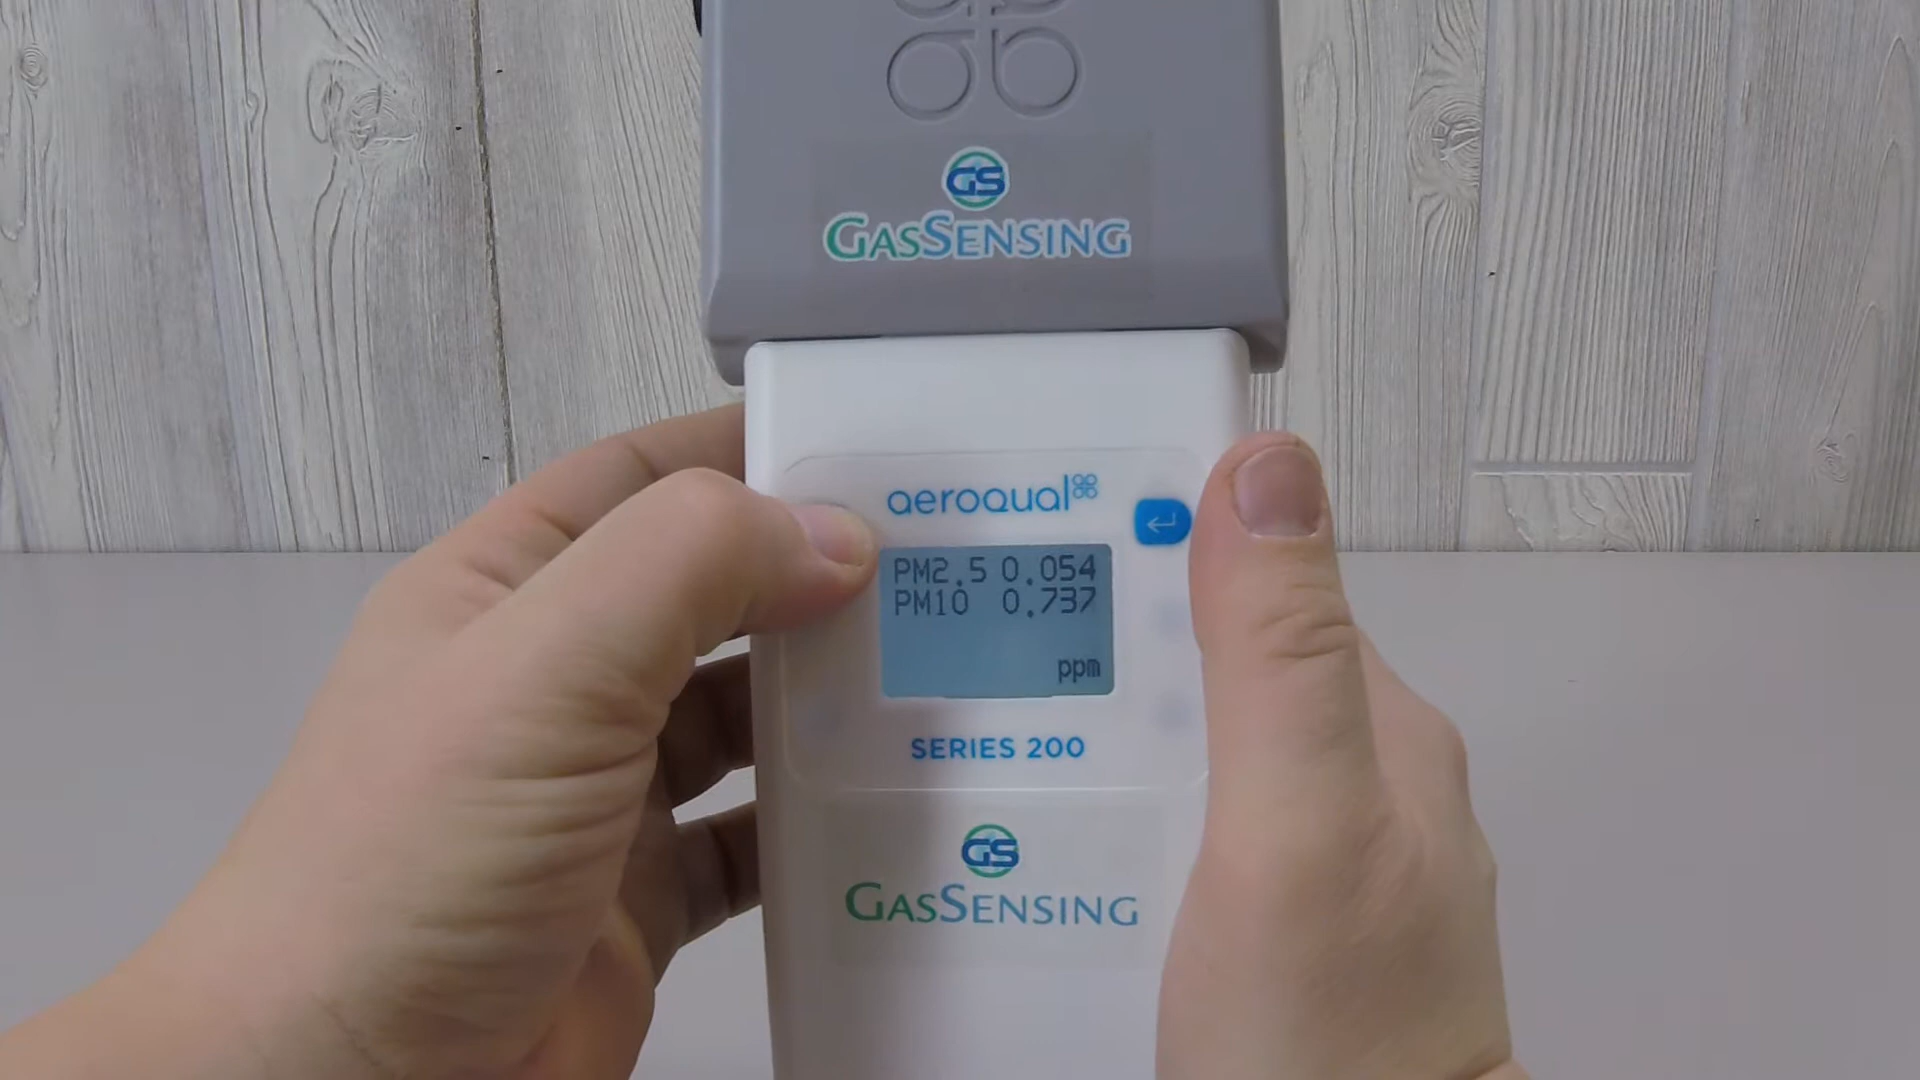 GS
GASSENSING
aeroqual
PM2.5 0.054
PM10 0.737
ppm
SERIES 200
GS
GASSENSING